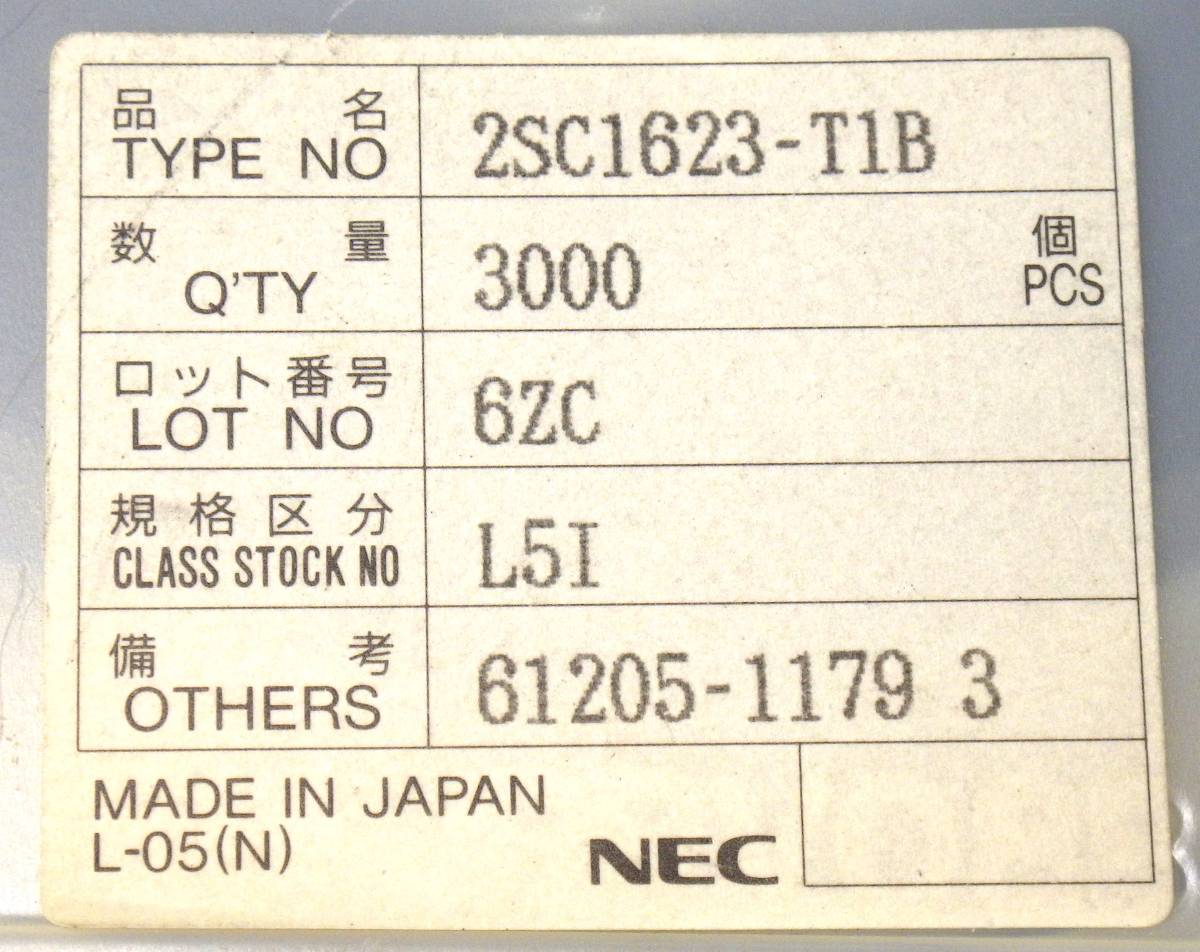 品名
TYPE NO
2SC1623-T1B
数量
Q'TY
3000
個
PCS
ロット番号
LOT NO
6ZC
規格区分
CLASS STOCK NO
L5I
備考
OTHERS
61205-1179 3
MADE IN JAPAN
L-05(N)
NEC